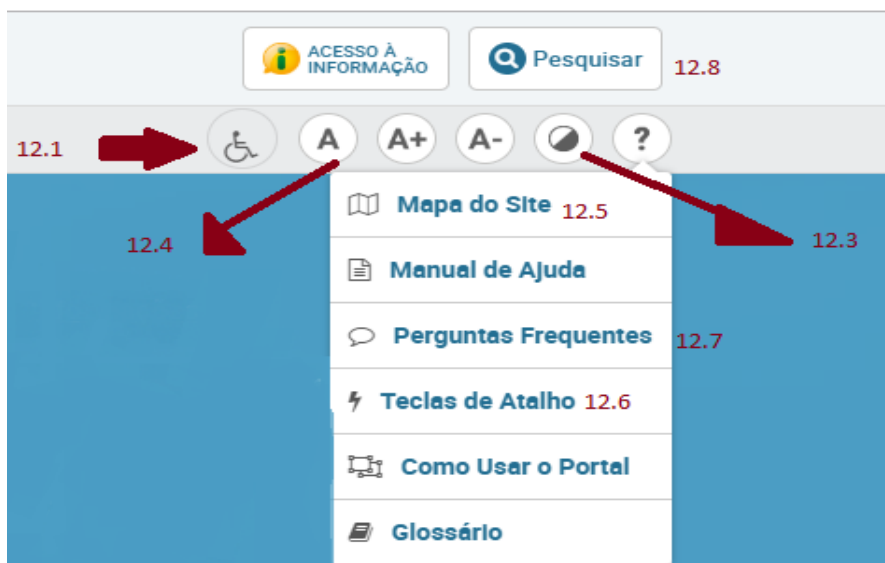 ACESSO À
INFORMAÇÃO
Pesquisar 12.8
12.1 A A+ A- ?
Mapa do Site 12.5
12.4 12.3
Manual de Ajuda
Perguntas Frequentes 12.7
Teclas de Atalho 12.6
Como Usar o Portal
Glossário